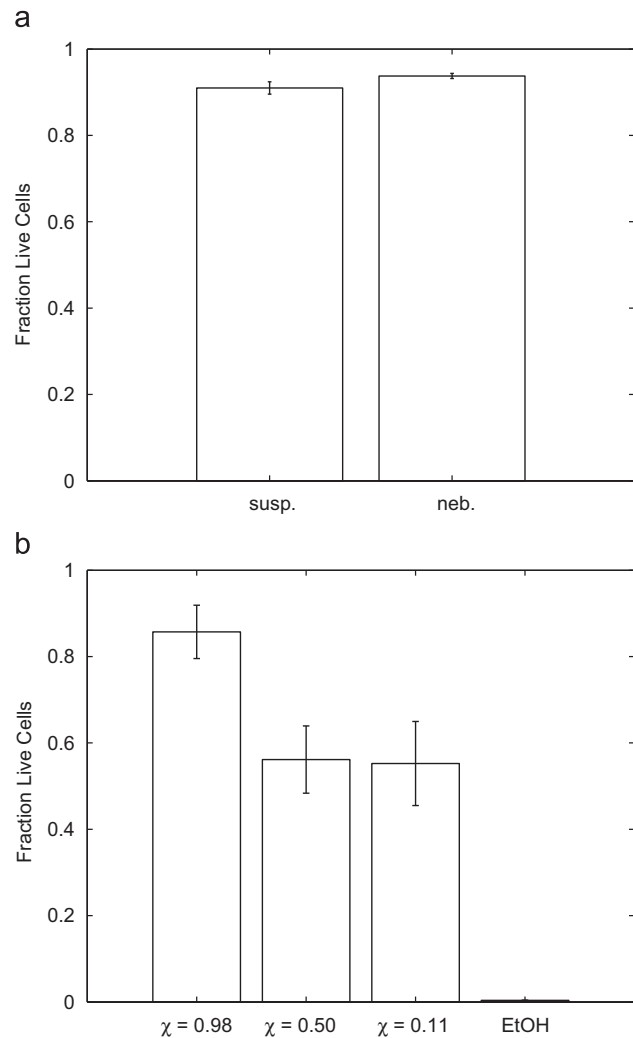 a
1
0.8
0.6
0.4
0.2
0
Fraction Live Cells
susp. neb.
b
1
0.8
0.6
0.4
0.2
0
Fraction Live Cells
χ = 0.98 χ = 0.50 χ = 0.11 EtOH